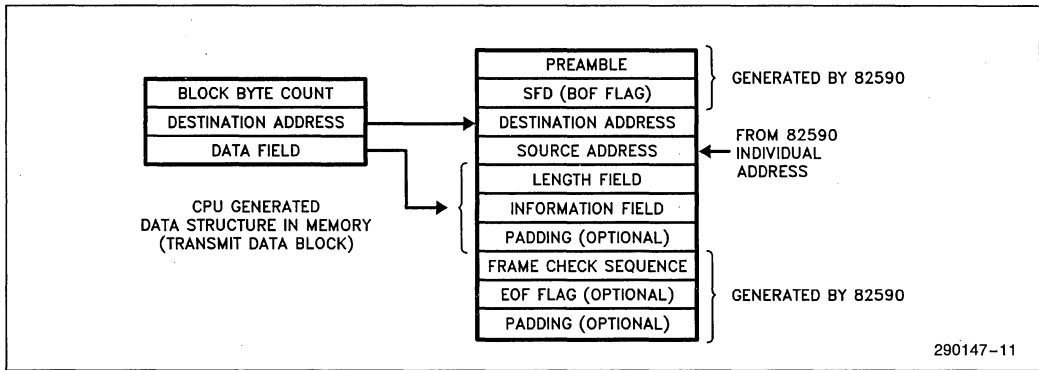 BLOCK BYTE COUNT
DESTINATION ADDRESS
DATA FIELD
CPU GENERATED
DATA STRUCTURE IN MEMORY
(TRANSMIT DATA BLOCK)
PREAMBLE
SFD (BOF FLAG)
DESTINATION ADDRESS
SOURCE ADDRESS
LENGTH FIELD
INFORMATION FIELD
PADDING (OPTIONAL)
FRAME CHECK SEQUENCE
EOF FLAG (OPTIONAL)
PADDING (OPTIONAL)
GENERATED BY 82590
FROM 82590
INDIVIDUAL
ADDRESS
GENERATED BY 82590
290147-11